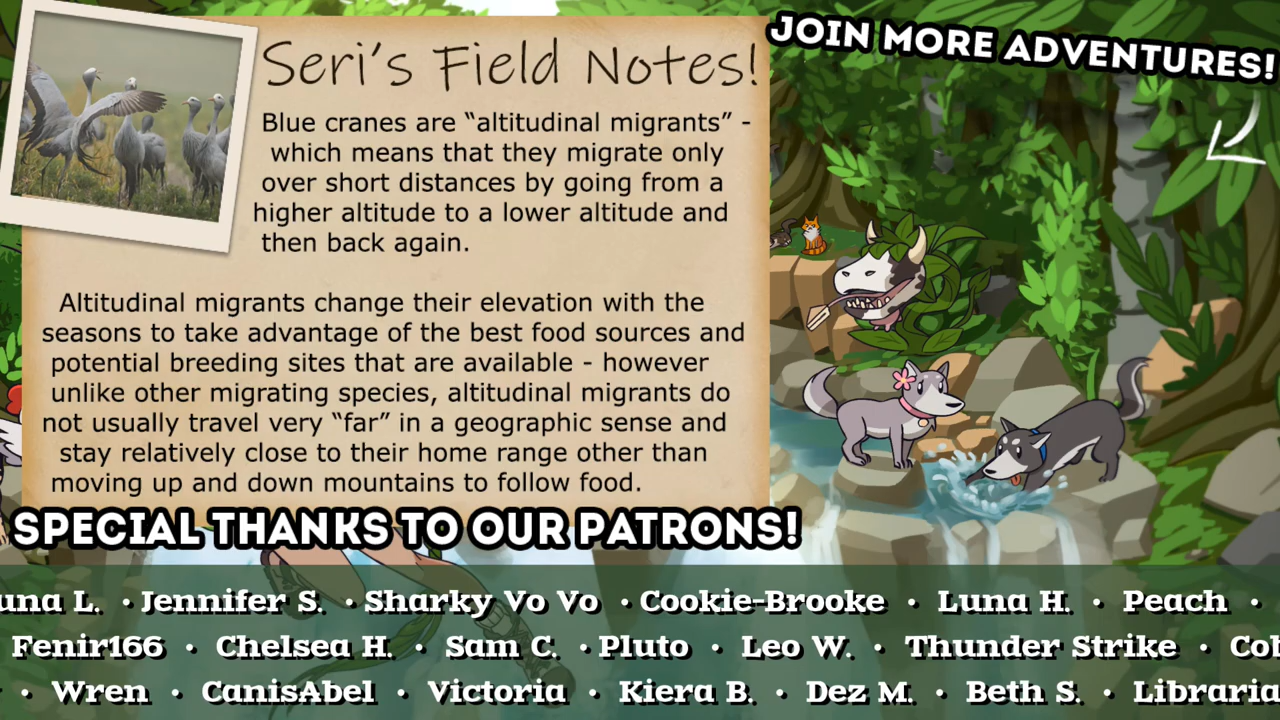 Seri's Field Notes!
JOIN MORE ADVENTURES!
Blue cranes are “altitudinal migrants” -
which means that they migrate only
over short distances by going from a
higher altitude to a lower altitude and
then back again.
Altitudinal migrants change their elevation with the
seasons to take advantage of the best food sources and
potential breeding sites that are available - however
unlike other migrating species, altitudinal migrants do
not usually travel very “far” in a geographic sense and
stay relatively close to their home range other than
moving up and down mountains to follow food.
SPECIAL THANKS TO OUR PATRONS!
L. • Jennifer S. • Sharky Vo Vo • Cookie-Brooke • Luna H. • Peach •
Fenir166 • Chelsea H. • Sam C. • Pluto • Leo W. • Thunder Strike •
• Wren • CanisAbel • Victoria • Kiera B. • Dez M. • Beth S. •